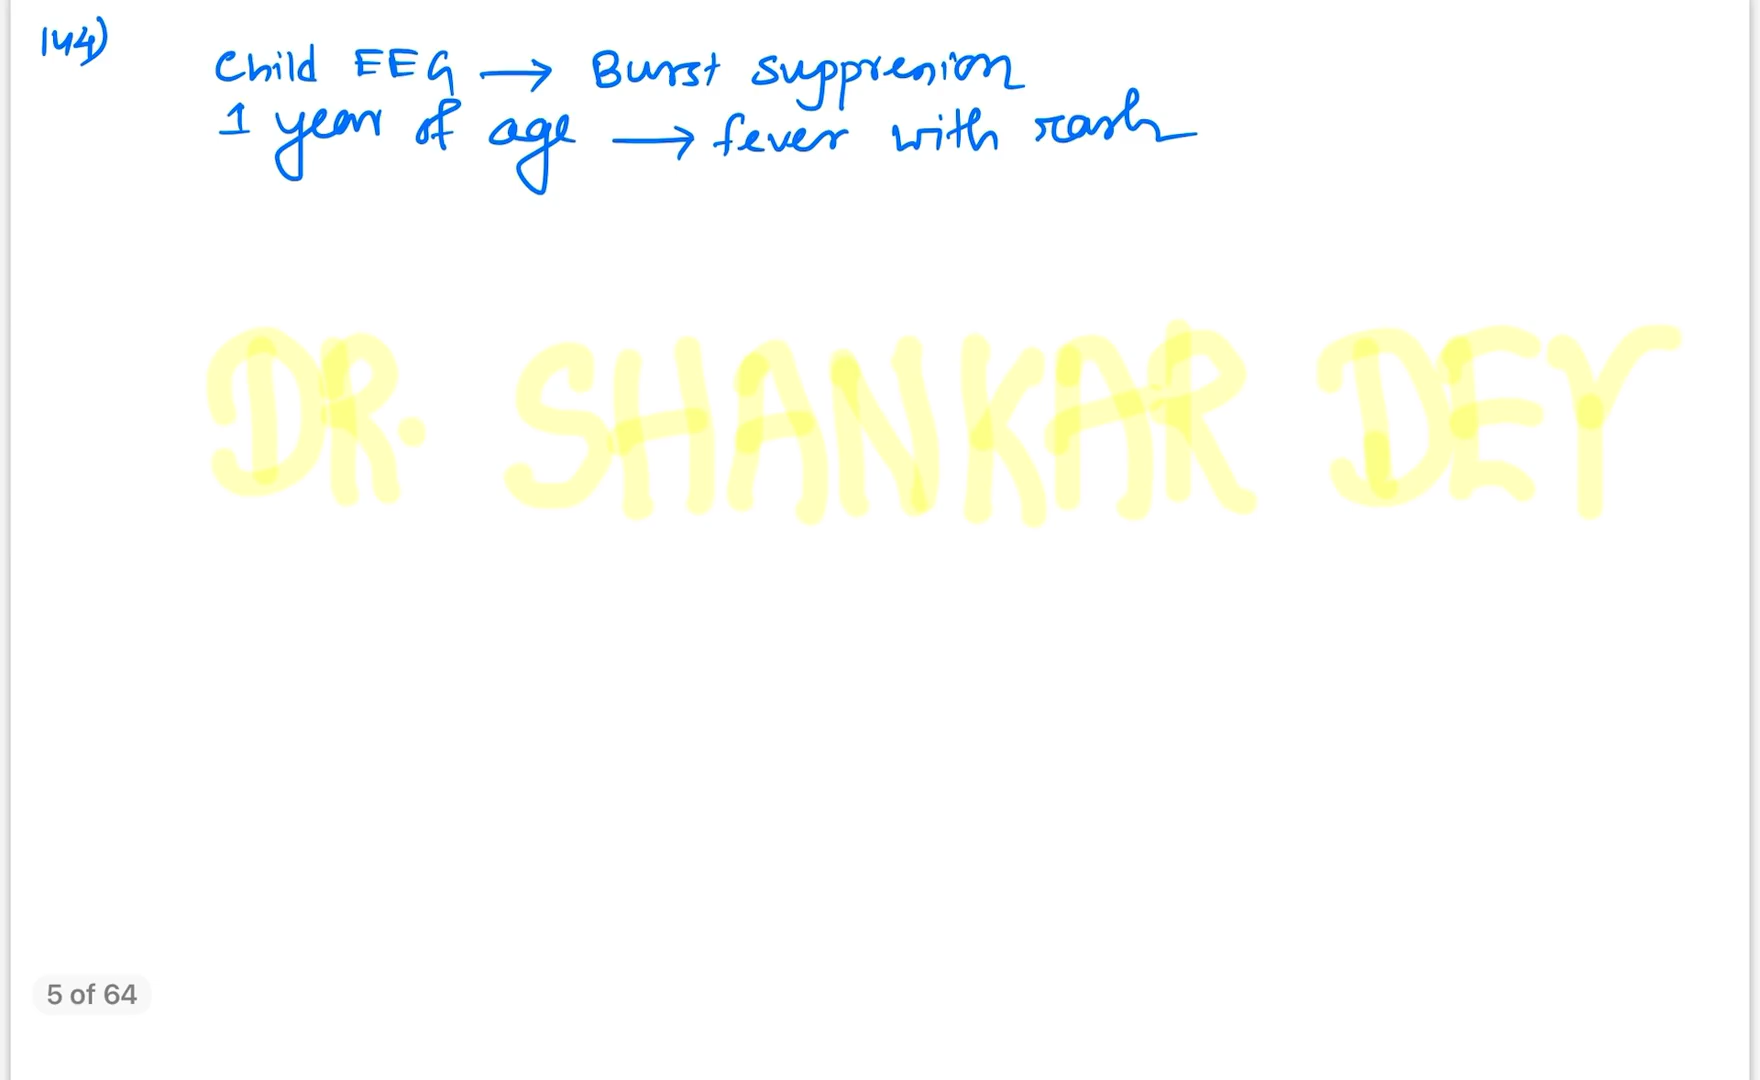 144)
Child EEG → Burst suppression
1 year of age → fever with rash
DR. SHANKAR DEY
5 of 64